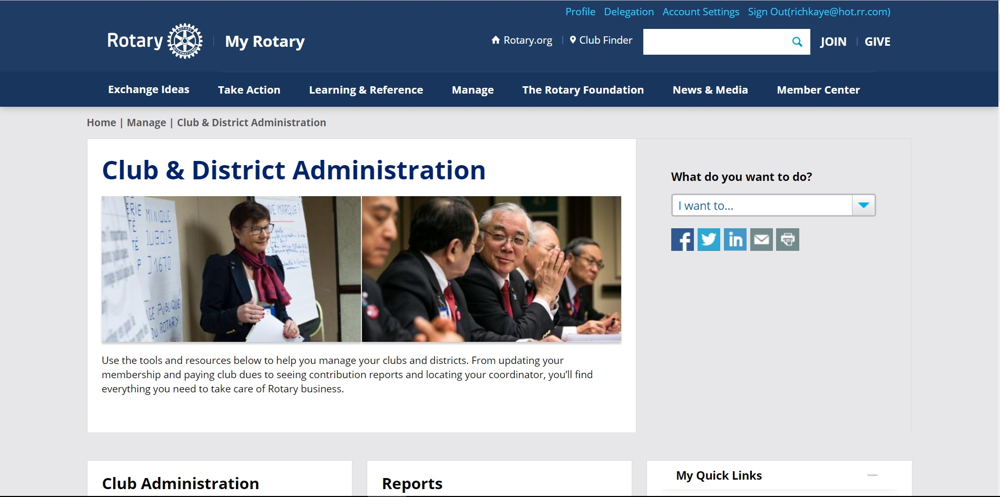 Profile Delegation Account Settings Sign Out(richkaye@hot.rr.com)
Rotary
ROTARY INTERNATIONAL
My Rotary
Rotary.org Club Finder
JOIN GIVE
Exchange Ideas Take Action Learning & Reference Manage The Rotary Foundation News & Media Member Center
Home | Manage | Club & District Administration
Club & District Administration
What do you want to do?
I want to...
MINIQUE
DUBOIS
1670
PUBLIQUE
DU ROTARY
NE MARQUE?
Use the tools and resources below to help you manage your clubs and districts. From updating your
membership and paying club dues to seeing contribution reports and locating your coordinator, you’ll find
everything you need to take care of Rotary business.
Club Administration
Reports
My Quick Links